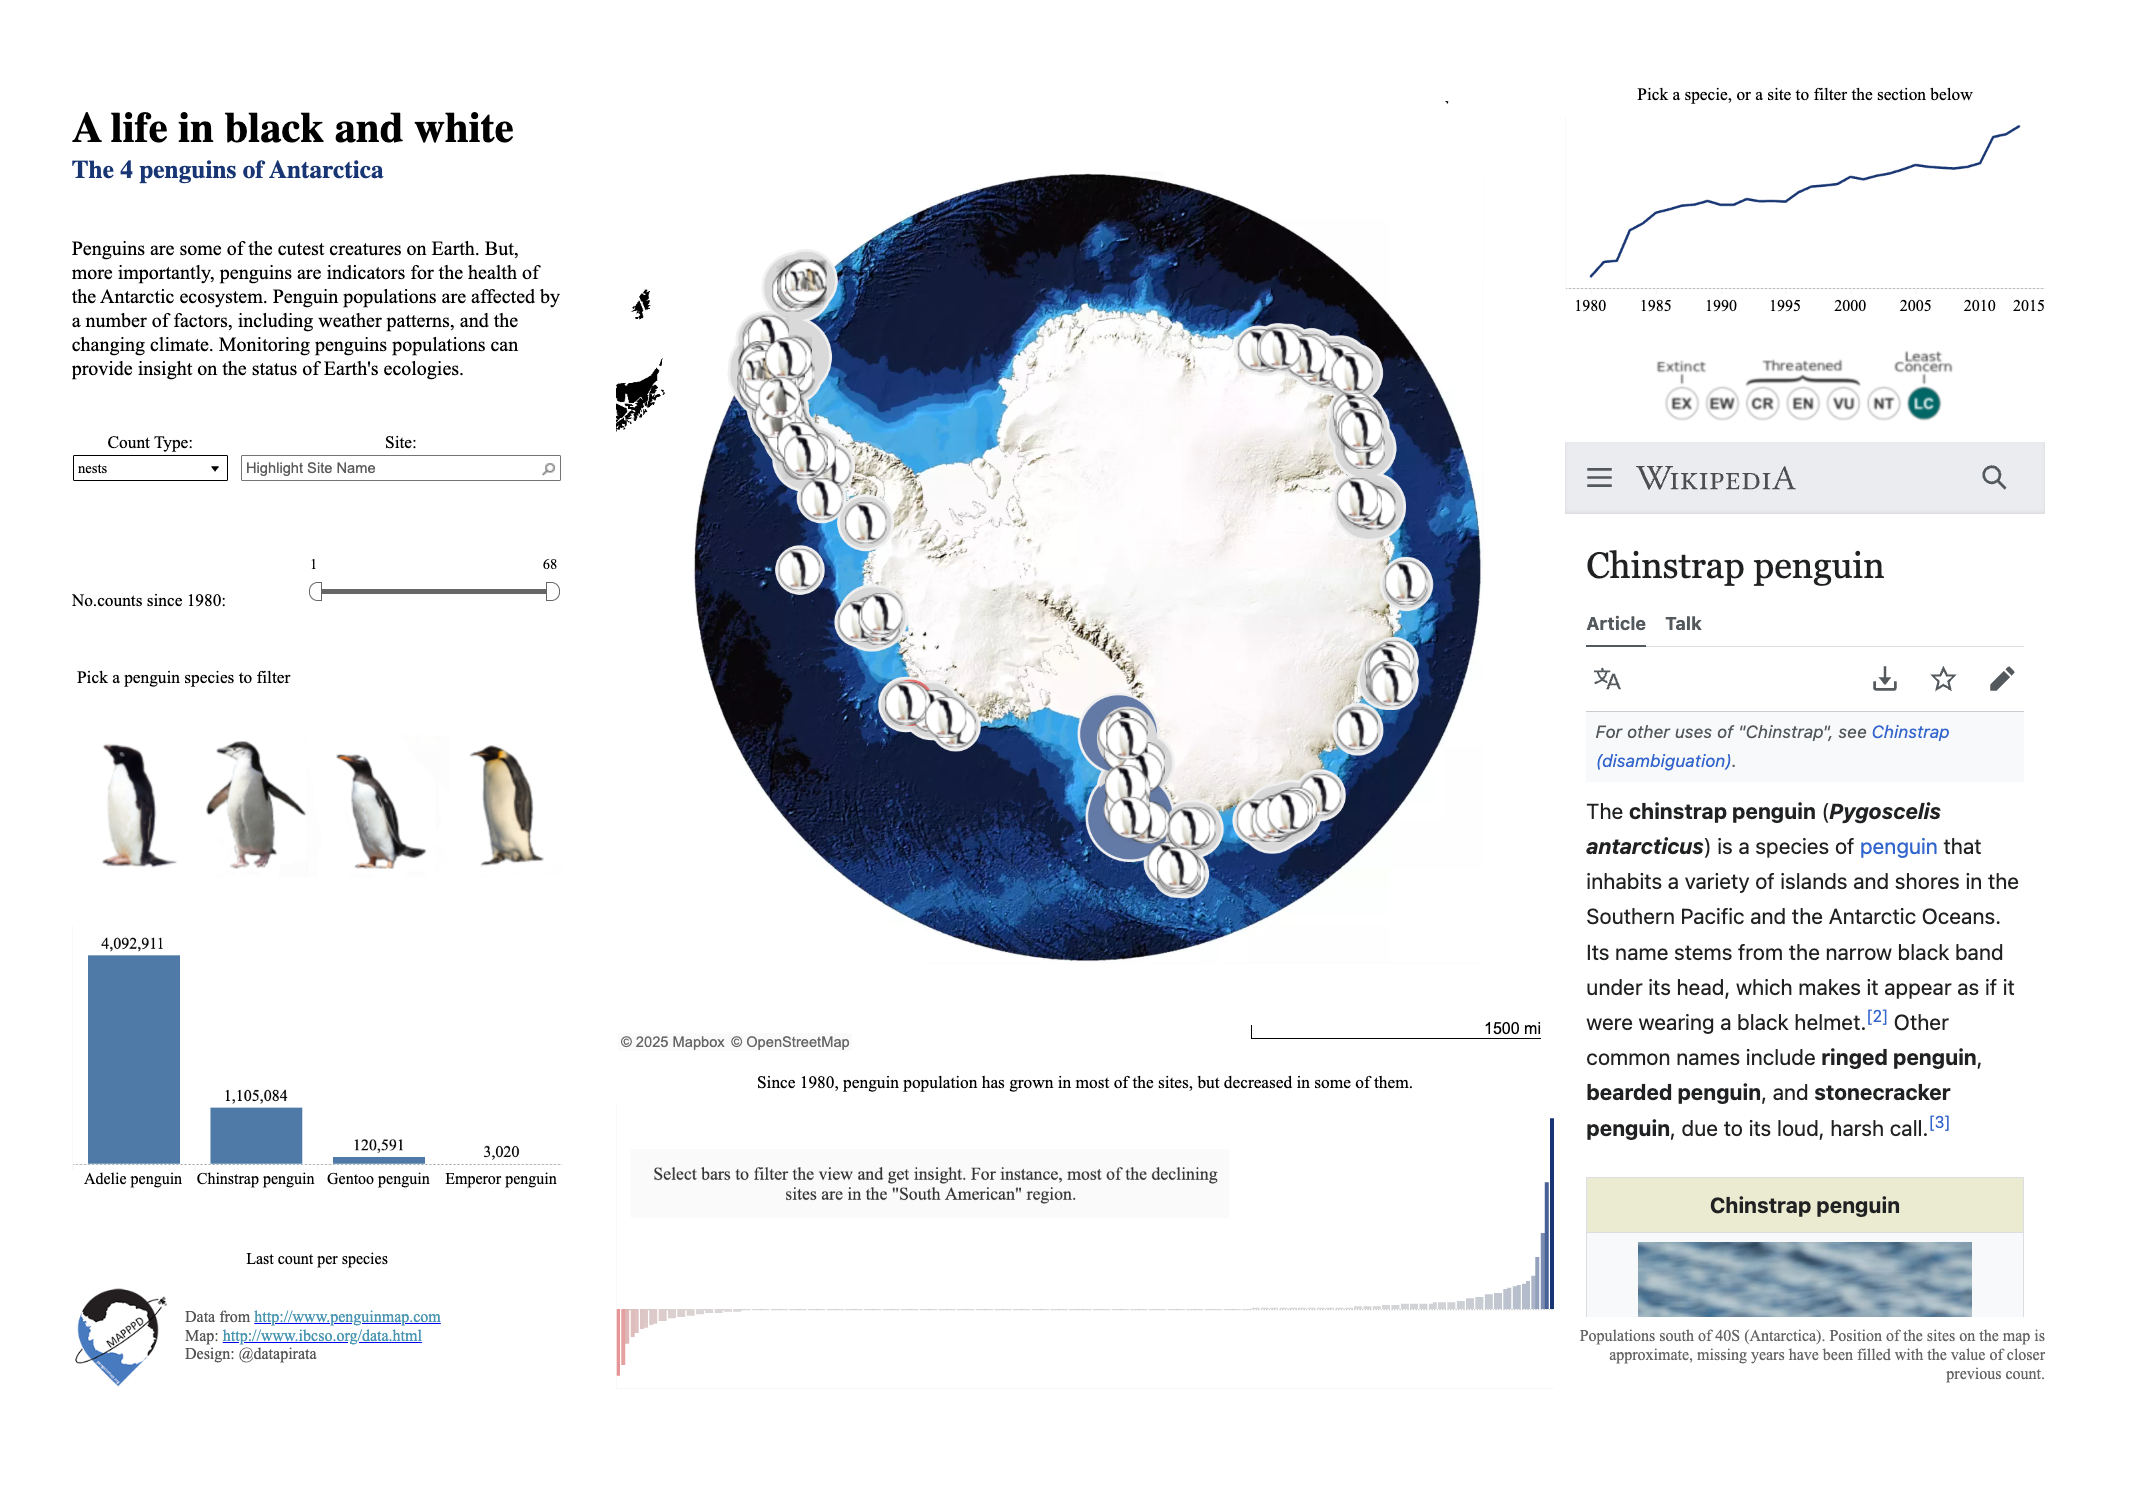 A life in black and white
The 4 penguins of Antarctica
Penguins are some of the cutest creatures on Earth. But,
more importantly, penguins are indicators for the health of
the Antarctic ecosystem. Penguin populations are affected by
a number of factors, including weather patterns, and the
changing climate. Monitoring penguins populations can
provide insight on the status of Earth's ecologies.
Count Type:
nests
Site:
Highlight Site Name
1
68
No.counts since 1980:
Pick a penguin species to filter
4,092,911
1,105,084
120,591
3,020
Adelie penguin
Chinstrap penguin
Gentoo penguin
Emperor penguin
Last count per species
MAPPPD
Data from http://www.penguinmap.com
Map: http://www.ibcso.org/data.html
Design: @datapirata
© 2025 Mapbox © OpenStreetMap
1500 mi
Since 1980, penguin population has grown in most of the sites, but decreased in some of them.
Select bars to filter the view and get insight. For instance, most of the declining
sites are in the "South American" region.
Pick a specie, or a site to filter the section below
1980 1985 1990 1995 2000 2005 2010 2015
Extinct
Threatened
Least
Concern
EX EW CR EN VU NT LC
WIKIPEDIA
Chinstrap penguin
Article Talk
For other uses of "Chinstrap", see Chinstrap
(disambiguation).
The chinstrap penguin (Pygoscelis
antarcticus) is a species of penguin that
inhabits a variety of islands and shores in the
Southern Pacific and the Antarctic Oceans.
Its name stems from the narrow black band
under its head, which makes it appear as if it
were wearing a black helmet.[2] Other
common names include ringed penguin,
bearded penguin, and stonecracker
penguin, due to its loud, harsh call.[3]
Chinstrap penguin
Populations south of 40S (Antarctica). Position of the sites on the map is
approximate, missing years have been filled with the value of closer
previous count.